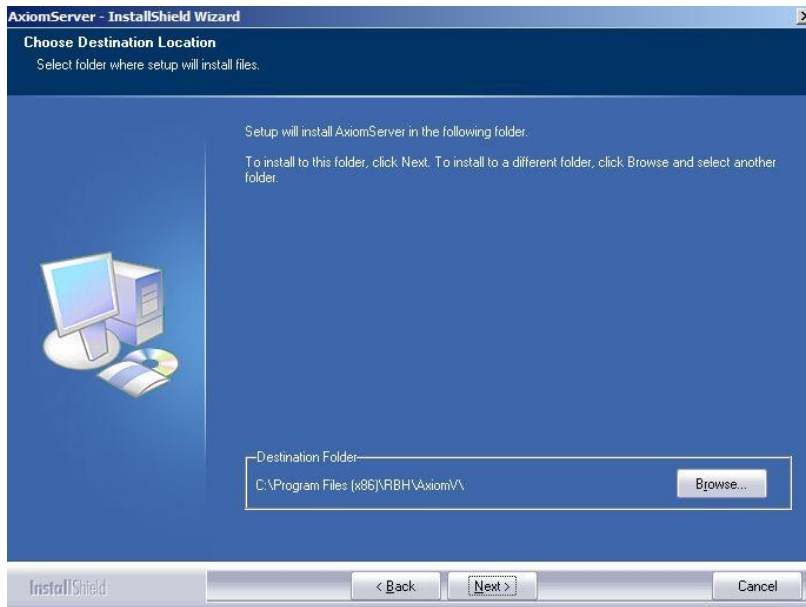 AxiomServer - InstallShield Wizard
Choose Destination Location
Select folder where setup will install files.
Setup will install AxiomServer in the following folder.
To install to this folder, click Next. To install to a different folder, click Browse and select another
folder.
Destination Folder
C:\Program Files (x86)\RBH\AxiomV\
Browse...
InstallShield
< Back
Next >
Cancel